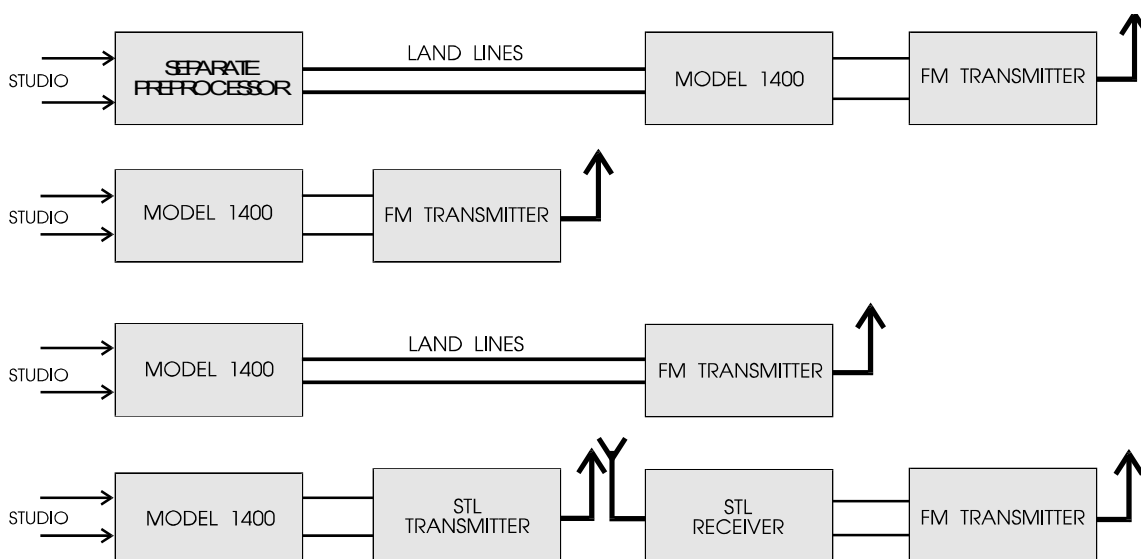 STUDIO
SEPARATE
PREPROCESSOR
LAND LINES
MODEL 1400
FM TRANSMITTER
STUDIO
MODEL 1400
FM TRANSMITTER
STUDIO
MODEL 1400
LAND LINES
FM TRANSMITTER
STUDIO
MODEL 1400
STL
TRANSMITTER
STL
RECEIVER
FM TRANSMITTER